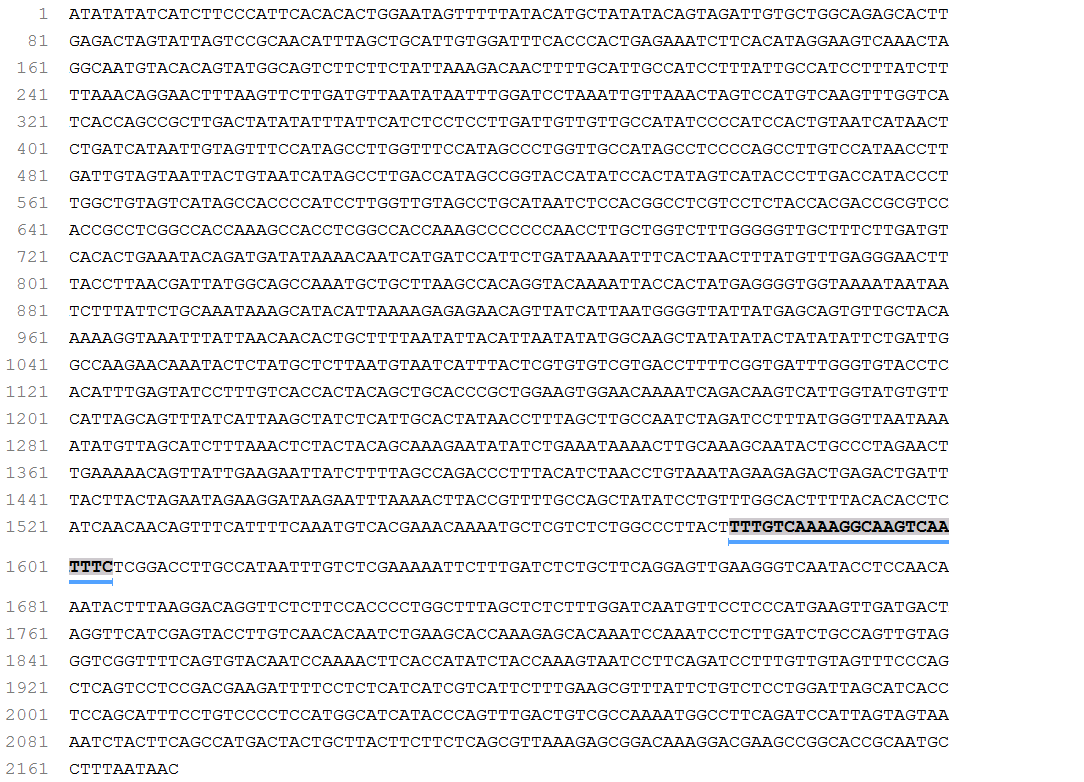 1 ATATATATCATCTTCCCATTCACACACTGGAATAGTTTTTATACATGCTATATACAGTAGATTGTGCTGGCAGAGCACTT
81 GAGACTAGTATTAGTCCGCAACATTTAGCTGCATTGTGGATTTCACCCACTGAGAAATCTTCACATAGGAAGTCAAACTA
161 GGCAATGTACACAGTATGGCAGTCTTCTTCTATTAAAGACAACTTTTGCATTGCCATCCTTTATTGCCATCCTTTATCTT
241 TTAAACAGGAACTTTAAGTTCTTGATGTTAATATAATTTGGATCCTAAATTGTTAAACTAGTCCATGTCAAGTTTGGTCA
321 TCACCAGCCGCTTGACTATATATTTATTCATCTCCTCCTTGATTGTTGTTGCCATATCCCCATCCACTGTAATCATAACT
401 CTGATCATAATTGTAGTTTCCATAGCCTTGGTTTCCATAGCCCTGGTTGCCATAGCCTCCCCAGCCTTGTCCATAACCTT
481 GATTGTAGTAATTACTGTAATCATAGCCTTGACCATAGCCGGTACCATATCCACTATAGTCATACCCTTGACCATACCCT
561 TGGCTGTAGTCATAGCCACCCCATCCTTGGTTGTAGCCTGCATAATCTCCACGGCCTCGTCCTCTACCACGACCGCGTCC
641 ACCGCCTCGGCCACCAAAGCCACCTCGGCCACCAAAGCCCCCCCAACCTTGCTGGTCTTTGGGGGTTGCTTTCTTGATGT
721 CACACTGAAATACAGATGATATAAAACAATCATGATCCATTCTGATAAAAATTTCACTAACTTTATGTTTGAGGGAACTT
801 TACCTTAACGATTATGGCAGCCAAATGCTGCTTAAGCCACAGGTACAAAATTACCACTATGAGGGGTGGTAAAATAATAA
881 TCTTTATTCTGCAAATAAAGCATACATTAAAAGAGAGAACAGTTATCATTAATGGGGTTATTATGAGCAGTGTTGCTACA
961 AAAAGGTAAATTTATTAACAACACTGCTTTTAATATTACATTAATATATGGCAAGCTATATATACTATATATTCTGATTG
1041 GCCAAGAACAAATACTCTATGCTCTTAATGTAATCATTTACTCGTGTGTCGTGACCTTTTCGGTGATTTGGGTGTACCTC
1121 ACATTTGAGTATCCTTTGTCACCACTACAGCTGCACCCGCTGGAAGTGGAACAAAATCAGACAAGTCATTGGTATGTGTT
1201 CATTAGCAGTTTATCATTAAGCTATCTCATTGCACTATAACCTTTAGCTTGCCAATCTAGATCCTTTATGGGTTAATAAA
1281 ATATGTTAGCATCTTTAAACTCTACTACAGCAAAGAATATATCTGAAATAAAACTTGCAAAGCAATACTGCCCTAGAACT
1361 TGAAAAACAGTTATTGAAGAATTATCTTTTAGCCAGACCCTTTACATCTAACCTGTAAATAGAAGAGACTGAGACTGATT
1441 TACTTACTAGAATAGAAGGATAAGAATTTAAAACTTACCGTTTTGCCAGCTATATCCTGTTTGGCACTTTTACACACCTC
1521 ATCAACAACAGTTTCATTTTCAAATGTCACGAAACAAAATGCTCGTCTCTGGCCCTTACTTTTGTCAAAAGGCAAGTCAA
1601 TTTCTCGGACCTTGCCATAATTTGTCTCGAAAAATTCTTTGATCTCTGCTTCAGGAGTTGAAGGGTCAATACCTCCAACA
1681 AATACTTTAAGGACAGGTTCTCTTCCACCCCTGGCTTTAGCTCTCTTTGGATCAATGTTCCTCCCATGAAGTTGATGACT
1761 AGGTTCATCGAGTACCTTGTCAACACAATCTGAAGCACCAAAGAGCACAAATCCAAATCCTCTTGATCTGCCAGTTGTAG
1841 GGTCGGTTTTCAGTGTACAATCCAAAACTTCACCATATCTACCAAAGTAATCCTTCAGATCCTTTGTTGTAGTTTCCCAG
1921 CTCAGTCCTCCGACGAAGATTTTCCTCTCATCATCGTCATTCTTTGAAGCGTTTATTCTGTCTCCTGGATTAGCATCACC
2001 TCCAGCATTTCCTGTCCCCTCCATGGCATCATACCCAGTTTGACTGTCGCCAAAATGGCCTTCAGATCCATTAGTAGTAA
2081 AATCTACTTCAGCCATGACTACTGCTTACTTCTTCTCAGCGTTAAAGAGCGGACAAAGGACGAAGCCGGCACCGCAATGC
2161 CTTTAATAAC